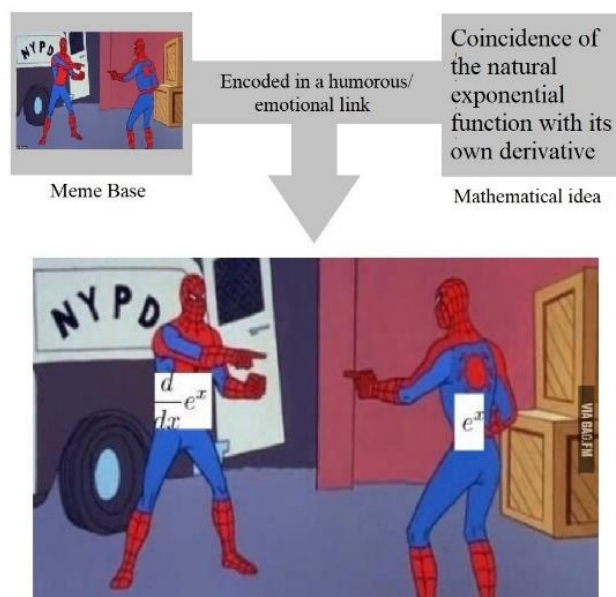 NYPD
Encoded in a humorous/
emotional link
Coincidence of
the natural
exponential
function with its
own derivative
Meme Base
Mathematical idea
NYPD
d/dx e^x
e^x
VIA 9GAG.FM